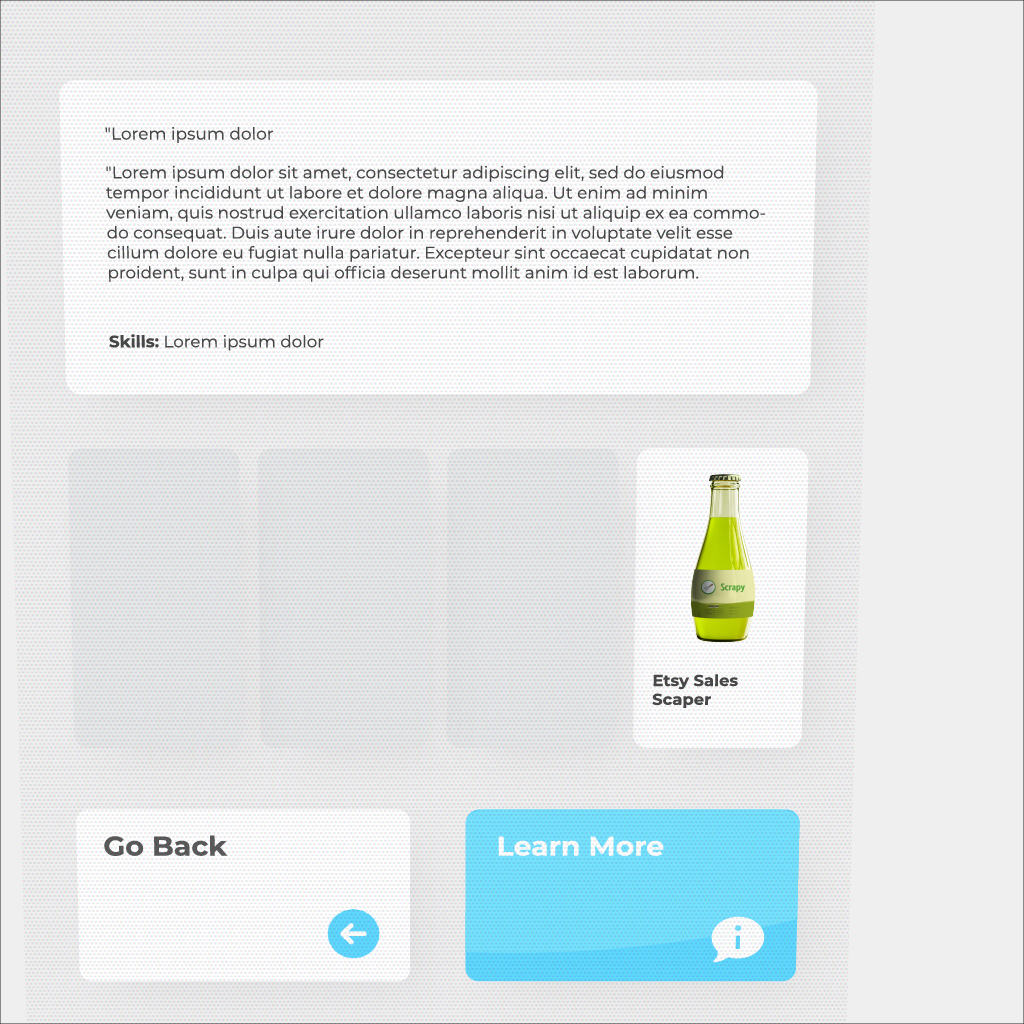 "Lorem ipsum dolor
"Lorem ipsum dolor sit amet, consectetur adipiscing elit, sed do eiusmod
tempor incididunt ut labore et dolore magna aliqua. Ut enim ad minim
veniam, quis nostrud exercitation ullamco laboris nisi ut aliquip ex ea commo-
do consequat. Duis aute irure dolor in reprehenderit in voluptate velit esse
cillum dolore eu fugiat nulla pariatur. Excepteur sint occaecat cupidatat non
proident, sunt in culpa qui officia deserunt mollit anim id est laborum.
Skills: Lorem ipsum dolor
Scrapy
Etsy Sales
Scaper
Go Back
Learn More